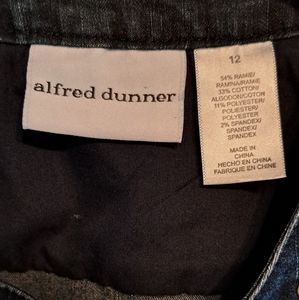 alfred dunner
12
54% RAMIE/
RAMIA/RAMIE
33% COTTON/
ALGODON/COTON
11% POLYESTER/
POLIESTER/
POLYESTER
2% SPANDEX/
SPANDEX/
SPANDEX
MADE IN
CHINA
HECHO EN CHINA
FABRIQUE EN CHINE